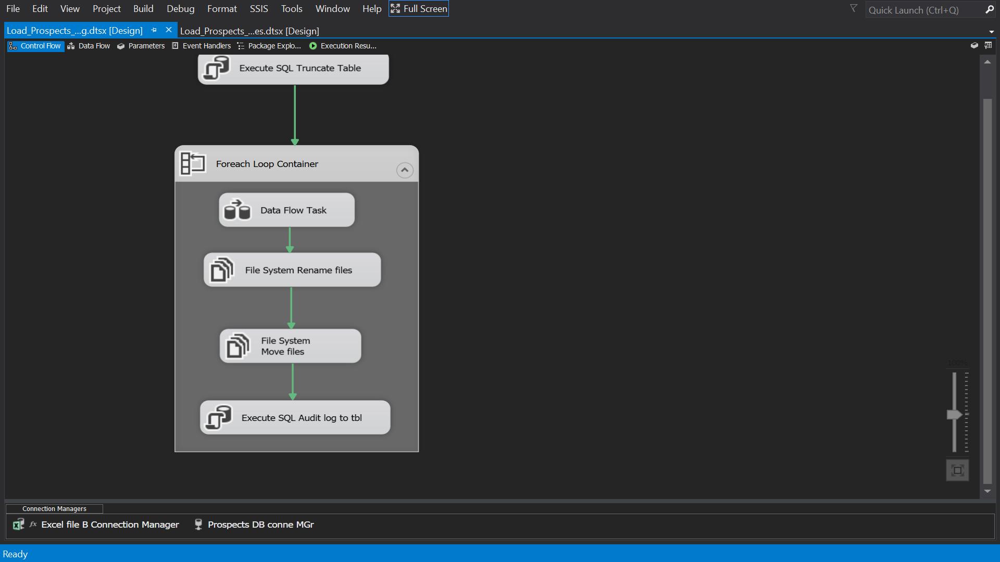 File Edit View Project Build Debug Format SSIS Tools Window Help Full Screen
Quick Launch (Ctrl+Q)
Load_Prospects_...g.dtsx [Design]
Load_Prospects_...es.dtsx [Design]
Control Flow Data Flow Parameters Event Handlers Package Explo... Execution Resu...
Execute SQL Truncate Table
Foreach Loop Container
Data Flow Task
File System Rename files
File System
Move files
Execute SQL Audit log to tbl
100%
Connection Managers
fx Excel file B Connection Manager
Prospects DB conne MGr
Ready